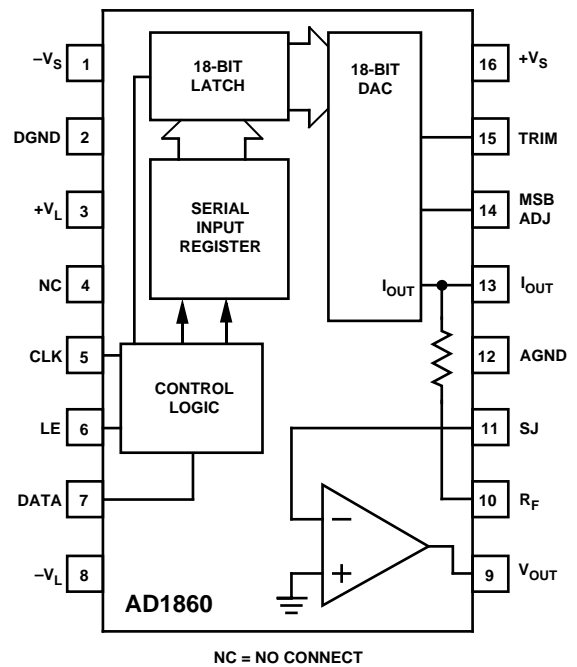 –VS 1
DGND 2
+VL 3
NC 4
CLK 5
LE 6
DATA 7
–VL 8
18-BIT
LATCH
SERIAL
INPUT
REGISTER
CONTROL
LOGIC
18-BIT
DAC
IOUT
16 +VS
15 TRIM
14 MSB
ADJ
13 IOUT
12 AGND
11 SJ
10 RF
9 VOUT
–
+
AD1860
NC = NO CONNECT